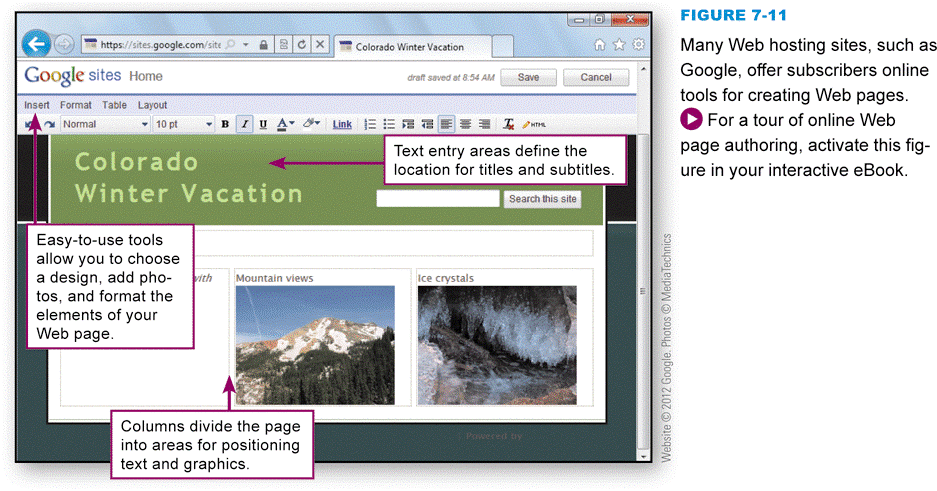 https://sites.google.com/site
Colorado Winter Vacation
Google sites Home
draft saved at 8:54 AM
Save
Cancel
Insert Format Table Layout
Normal
10 pt
B I U A Link
HTML
Colorado
Winter Vacation
Text entry areas define the
location for titles and subtitles.
Search this site
Easy-to-use tools
allow you to choose
a design, add pho-
tos, and format the
elements of your
Web page.
with
Mountain views
Ice crystals
Columns divide the page
into areas for positioning
text and graphics.
Powered by
Website © 2012 Google. Photos © MediaTechnics
FIGURE 7-11
Many Web hosting sites, such as
Google, offer subscribers online
tools for creating Web pages.
For a tour of online Web
page authoring, activate this fig-
ure in your interactive eBook.